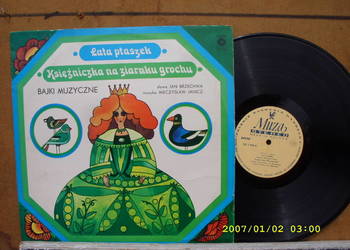 Lata ptaszek
Księżniczka na ziarnku grochu
BAJKI MUZYCZNE
słowa JAN BRZECHWA
muzyka MIECZYSŁAW JANICZ
Muza
STEREO
2007/01/02 03:00